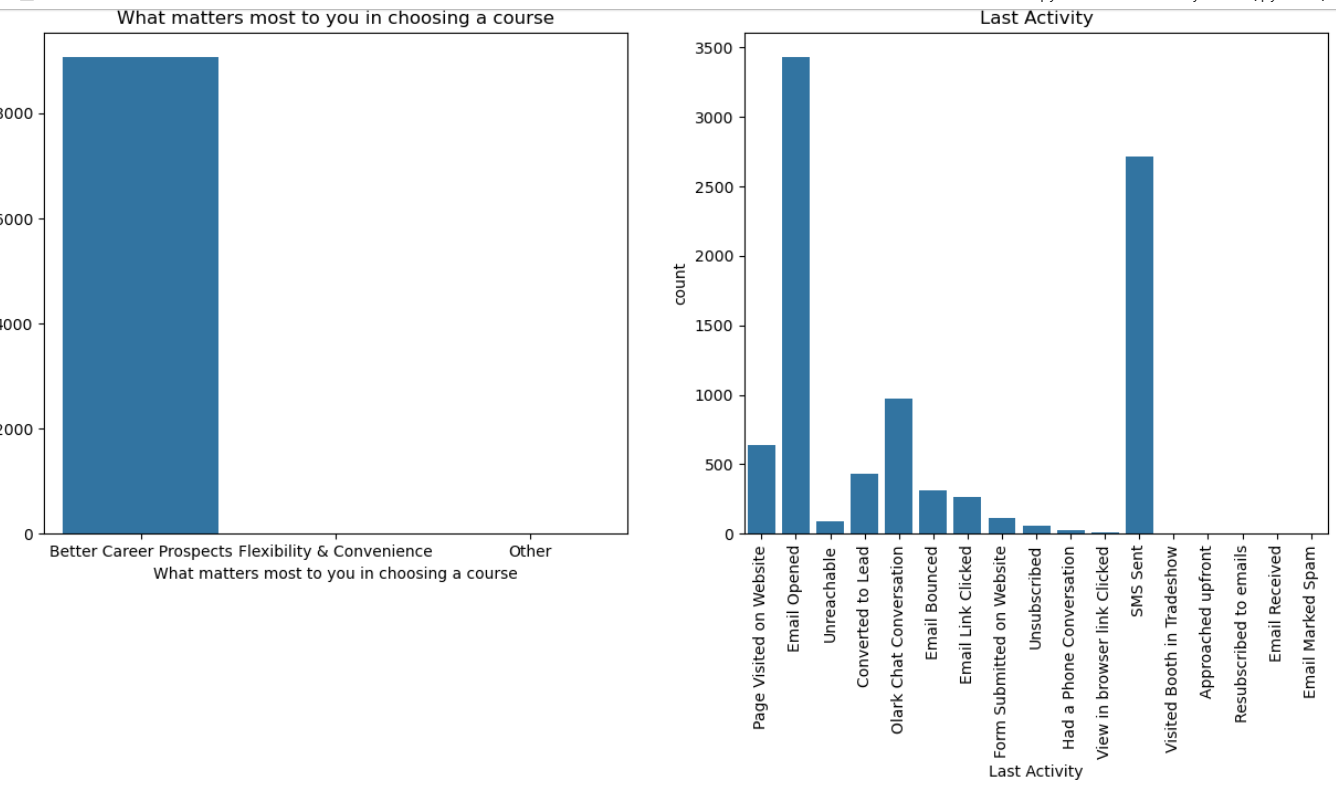 What matters most to you in choosing a course
8000
6000
4000
2000
0
Better Career Prospects
Flexibility & Convenience
Other
What matters most to you in choosing a course
Last Activity
count
3500
3000
2500
2000
1500
1000
500
0
Page Visited on Website
Email Opened
Unreachable
Converted to Lead
Olark Chat Conversation
Email Bounced
Email Link Clicked
Form Submitted on Website
Unsubscribed
Had a Phone Conversation
View in browser link Clicked
SMS Sent
Visited Booth in Tradeshow
Approached upfront
Resubscribed to emails
Email Received
Email Marked Spam
Last Activity